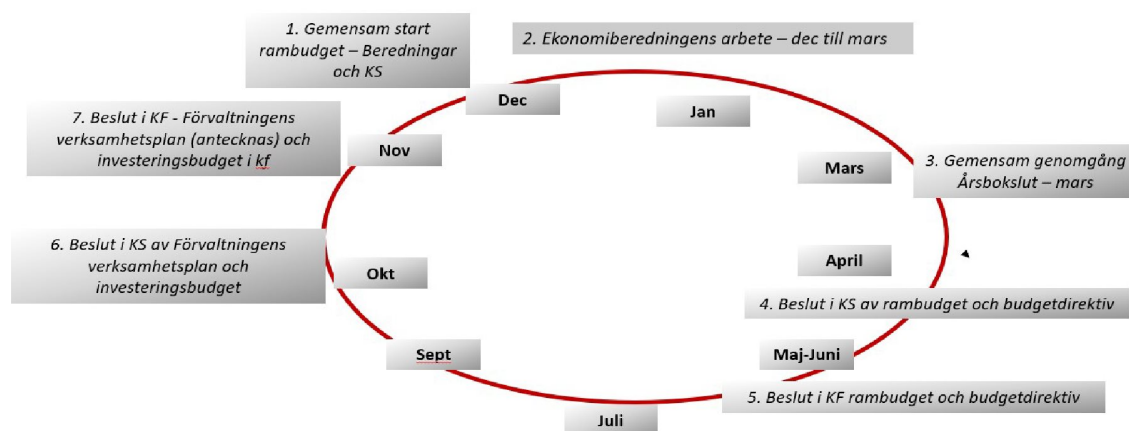 1. Gemensam start
rambudget – Beredningar
och KS
2. Ekonomiberedningens arbete – dec till mars
Dec
Jan
7. Beslut i KF - Förvaltningens
verksamhetsplan (antecknas) och
investeringsbudget i kf
Nov
Mars
3. Gemensam genomgång
Årsbokslut – mars
6. Beslut i KS av Förvaltningens
verksamhetsplan och
investeringsbudget
Okt
April
4. Beslut i KS av rambudget och budgetdirektiv
Sept
Maj-Juni
5. Beslut i KF rambudget och budgetdirektiv
Juli